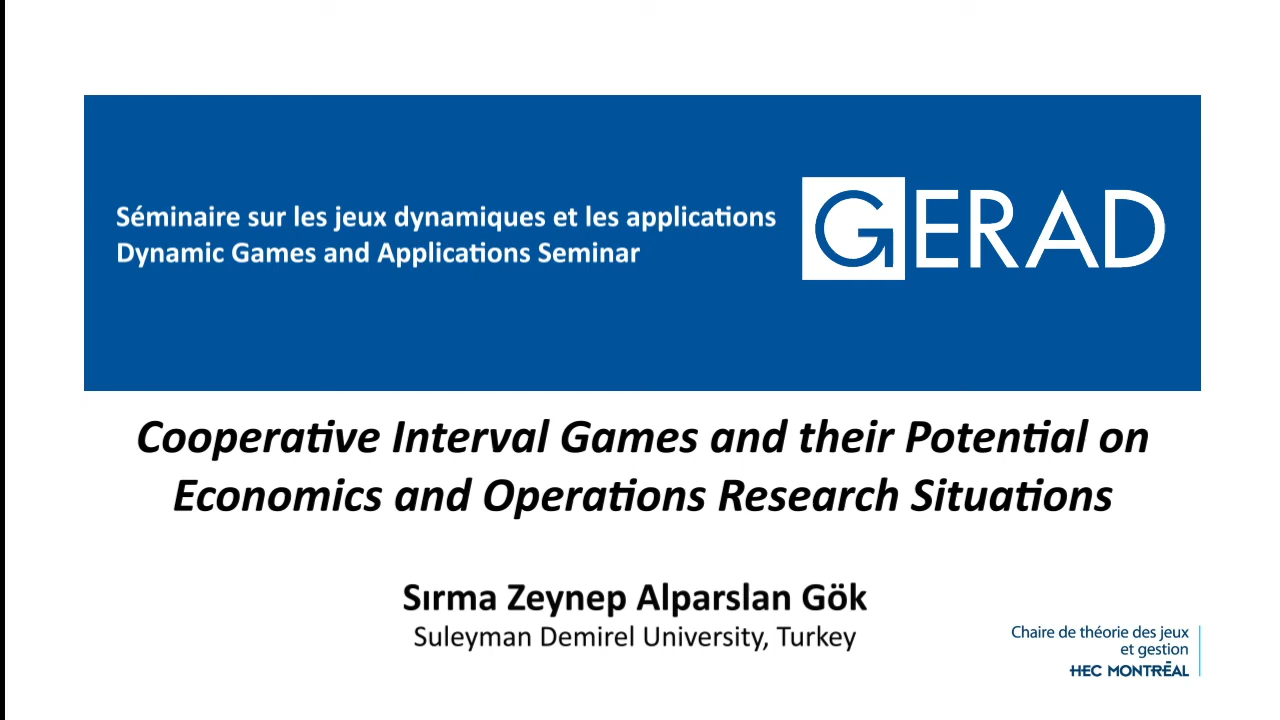 Séminaire sur les jeux dynamiques et les applications
Dynamic Games and Applications Seminar
GERAD
Cooperative Interval Games and their Potential on
Economics and Operations Research Situations
Sırma Zeynep Alparslan Gök
Suleyman Demirel University, Turkey
Chaire de théorie des jeux
et gestion
HEC MONTRÉAL